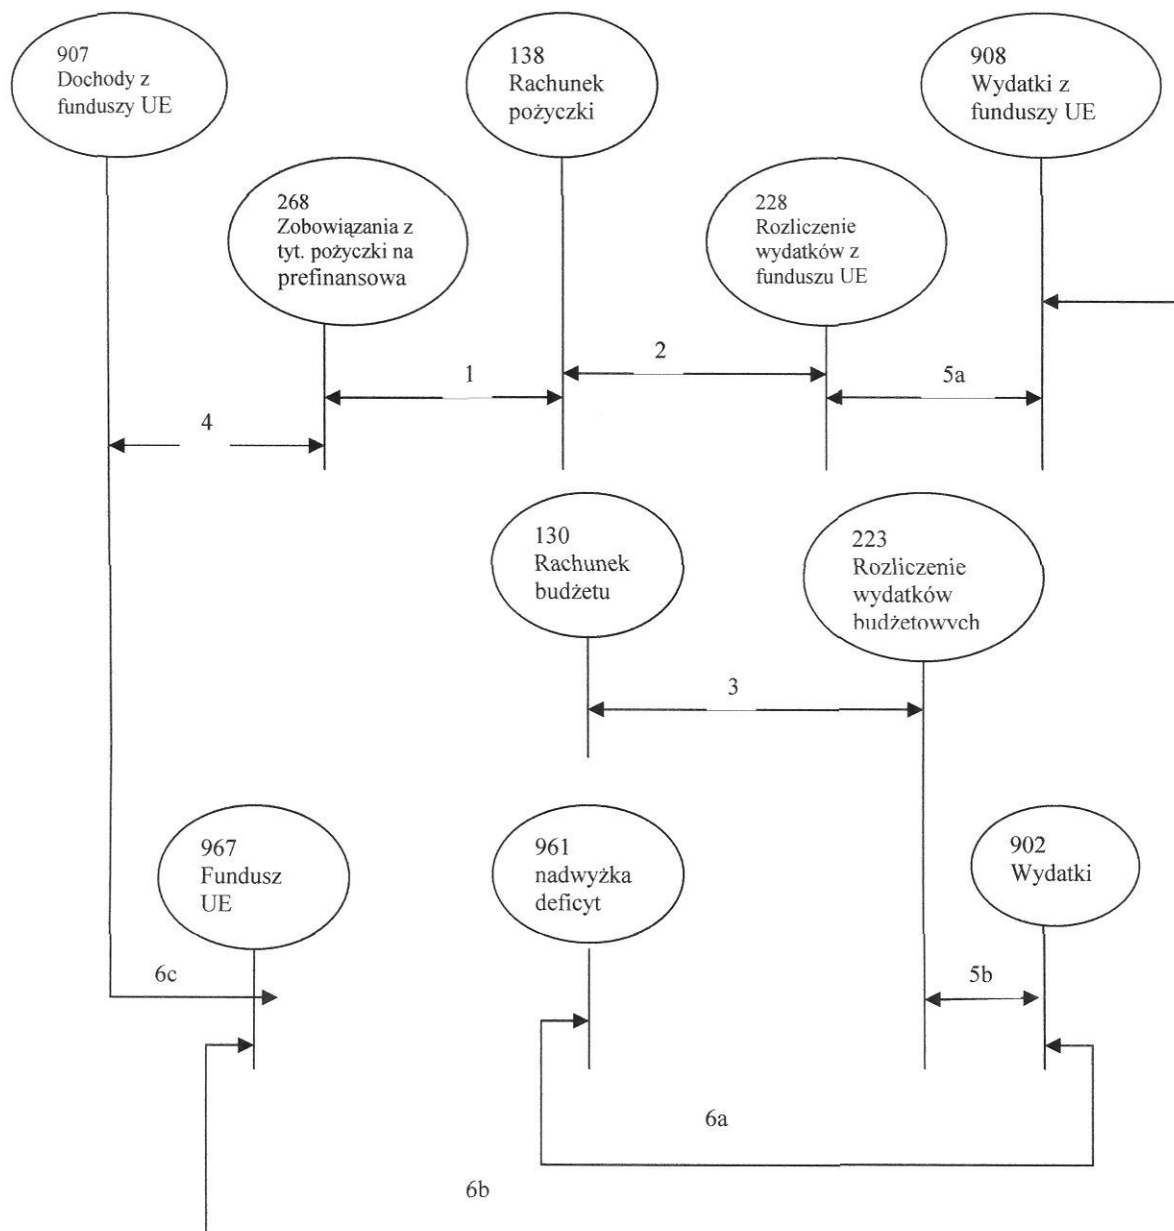 907
Dochody z
funduszy UE
138
Rachunek
pożyczki
908
Wydatki z
funduszy UE
268
Zobowiązania z
tyt. pożyczki na
prefinansowa
228
Rozliczenie
wydatków z
funduszu UE
2
1
5a
4
130
Rachunek
budżetu
223
Rozliczenie
wydatków
budżetowych
3
967
Fundusz
UE
961
nadwyżka
deficyt
902
Wydatki
6c
5b
6a
6b